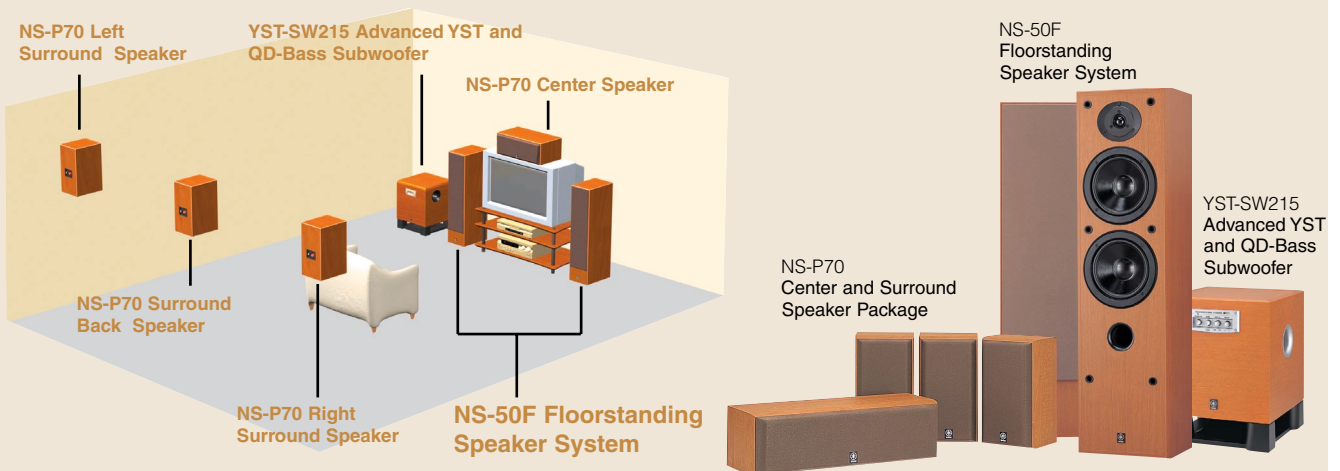 NS-P70 Left
Surround Speaker
YST-SW215 Advanced YST and
QD-Bass Subwoofer
NS-P70 Center Speaker
NS-P70 Surround
Back Speaker
NS-P70 Right
Surround Speaker
NS-50F Floorstanding
Speaker System
NS-50F
Floorstanding
Speaker System
NS-P70
Center and Surround
Speaker Package
YST-SW215
Advanced YST
and QD-Bass
Subwoofer